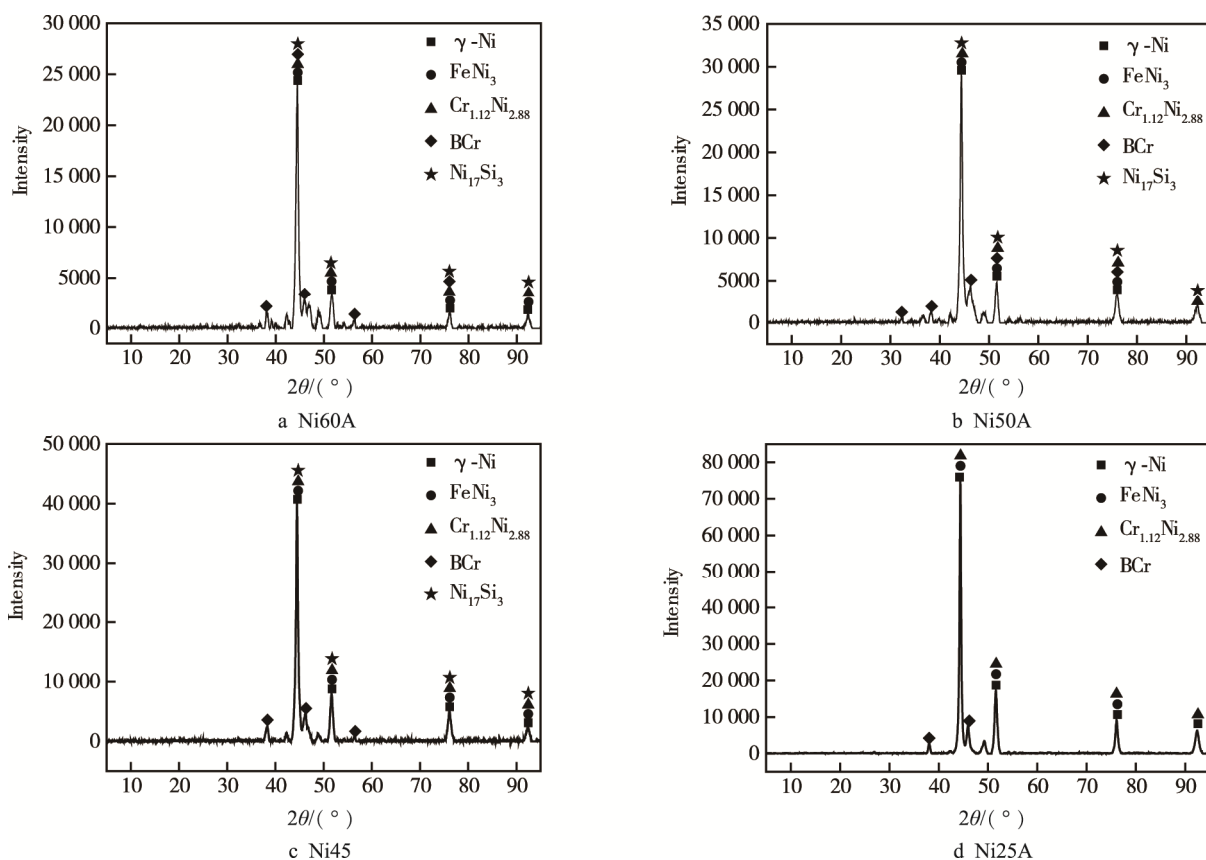 30 000
25 000
20 000
15 000
10 000
5000
0
Intensity
10 20 30 40 50 60 70 80 90
2θ/( ° )
γ-Ni
FeNi3
Cr1.12Ni2.88
BCr
Ni17Si3
a Ni60A
35 000
30 000
25 000
20 000
15 000
10 000
5000
0
Intensity
10 20 30 40 50 60 70 80 90
2θ/( ° )
γ-Ni
FeNi3
Cr1.12Ni2.88
BCr
Ni17Si3
b Ni50A
50 000
40 000
30 000
20 000
10 000
0
Intensity
10 20 30 40 50 60 70 80 90
2θ/( ° )
γ-Ni
FeNi3
Cr1.12Ni2.88
BCr
Ni17Si3
c Ni45
80 000
70 000
60 000
50 000
40 000
30 000
20 000
10 000
0
Intensity
10 20 30 40 50 60 70 80 90
2θ/( ° )
γ-Ni
FeNi3
Cr1.12Ni2.88
BCr
d Ni25A